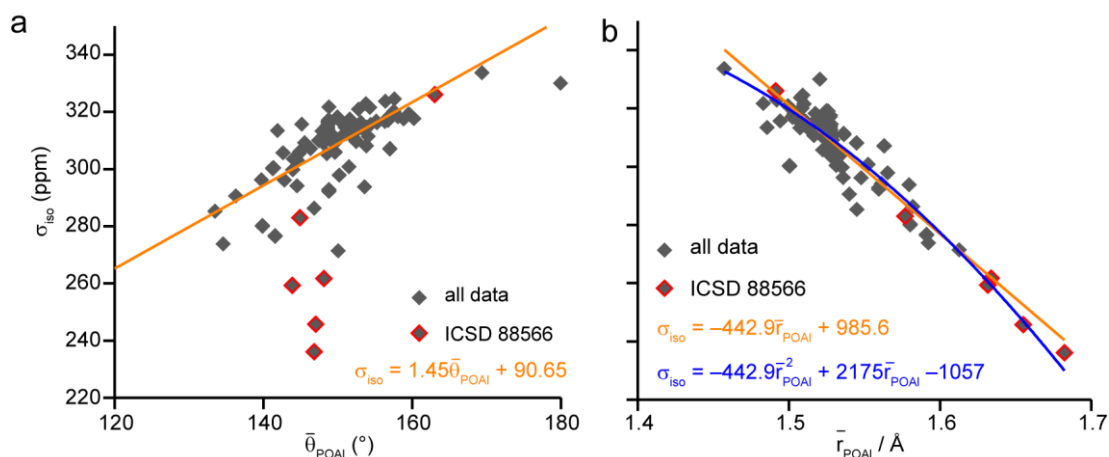 a
b
340
320
300
280
260
240
220
σiso (ppm)
all data
ICSD 88566
σiso = 1.45θ̄POAl + 90.65
120
140
160
180
θ̄POAl (°)
all data
ICSD 88566
σiso = –442.9r̄POAl + 985.6
σiso = –442.9r̄²POAl + 2175r̄POAl –1057
1.4
1.5
1.6
1.7
r̄POAl / Å